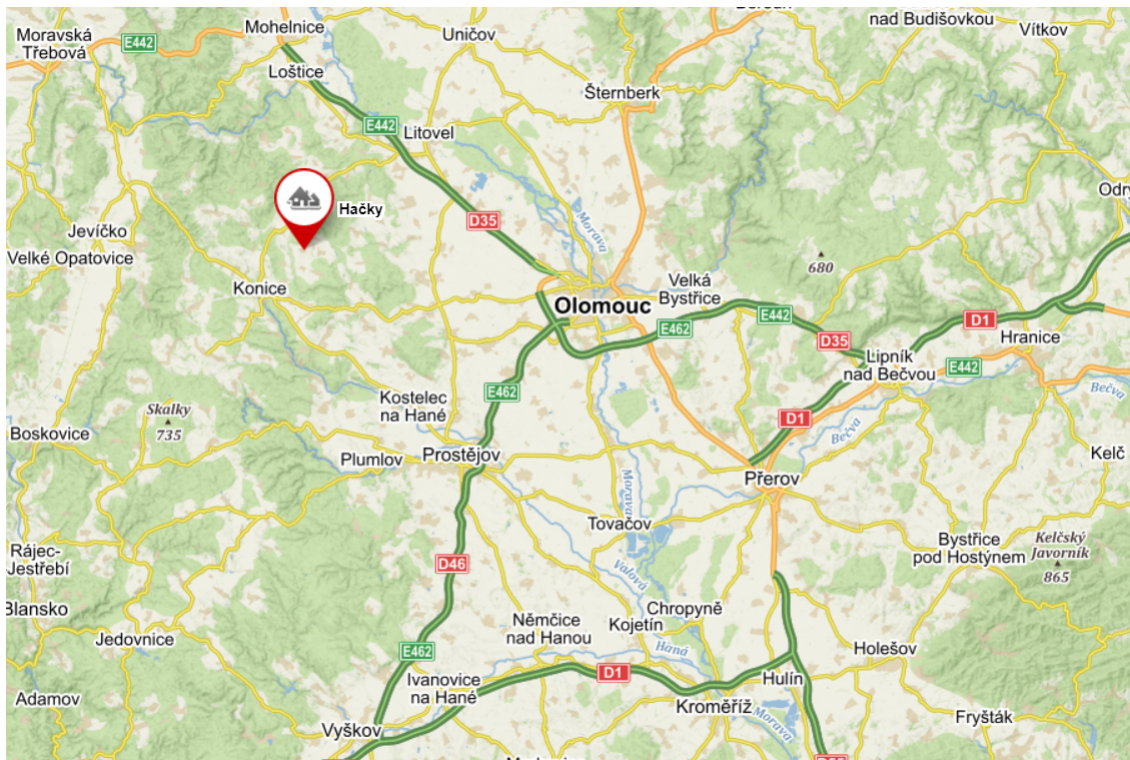 nad Budišovkou
Moravská
Třebová
E442
Mohelnice
Uničov
Vítkov
Loštice
Šternberk
E442
Litovel
Hačky
D35
Morava
Odry
Jevíčko
Velké Opatovice
680
Konice
Velká
Bystřice
Olomouc
E442
E462
D35
D1
Hranice
Lipník
nad Bečvou
E442
E462
Bečva
Kostelec
na Hané
Skalky
735
D1
Bečva
Boskovice
Plumlov
Prostějov
Kelč
Přerov
Morava
Tovačov
Rájec-
Jestřebí
D46
Bystřice
pod Hostýnem
Kelčský
Javorník
865
Valová
Blansko
Jedovnice
Němčice
nad Hanou
Chropyně
Kojetín
Haná
E462
Holešov
D1
Ivanovice
na Hané
Hulín
Adamov
Kroměříž
Morava
Fryšták
Vyškov